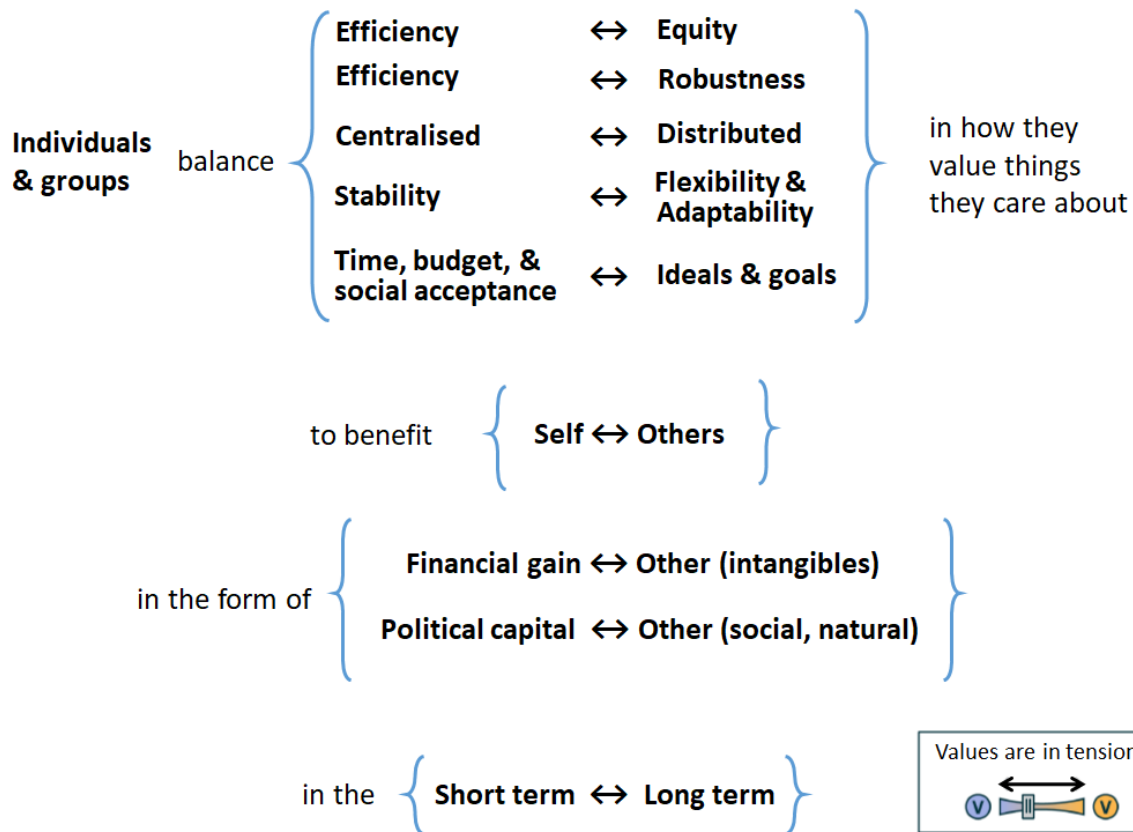 Efficiency ↔ Equity
Efficiency ↔ Robustness
Individuals & groups balance
Centralised ↔ Distributed
Stability ↔ Flexibility & Adaptability
Time, budget, & social acceptance ↔ Ideals & goals
in how they
value things
they care about
to benefit Self ↔ Others
in the form of
Financial gain ↔ Other (intangibles)
Political capital ↔ Other (social, natural)
in the Short term ↔ Long term
Values are in tension
V V